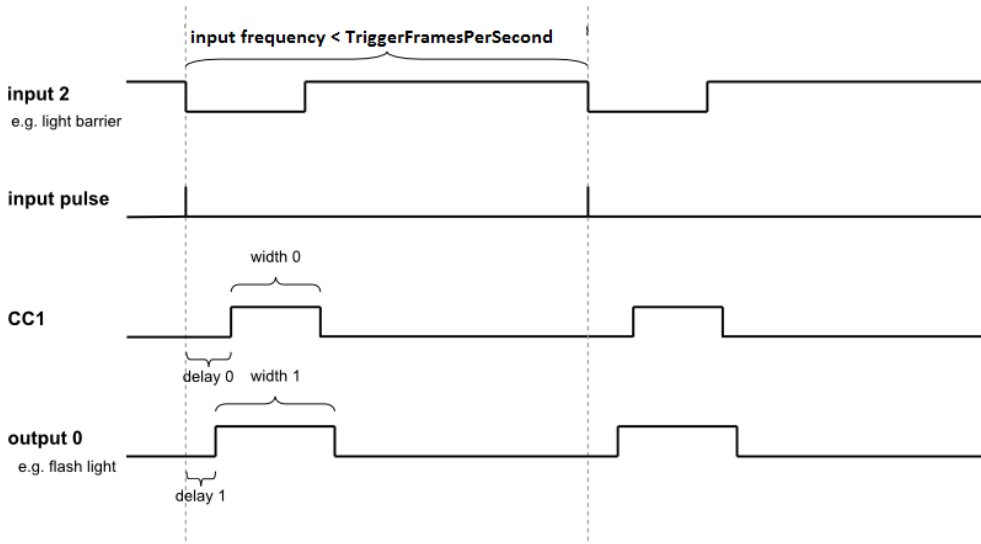 input frequency < TriggerFramesPerSecond
input 2
e.g. light barrier
input pulse
width 0
CC1
delay 0
width 1
output 0
e.g. flash light
delay 1